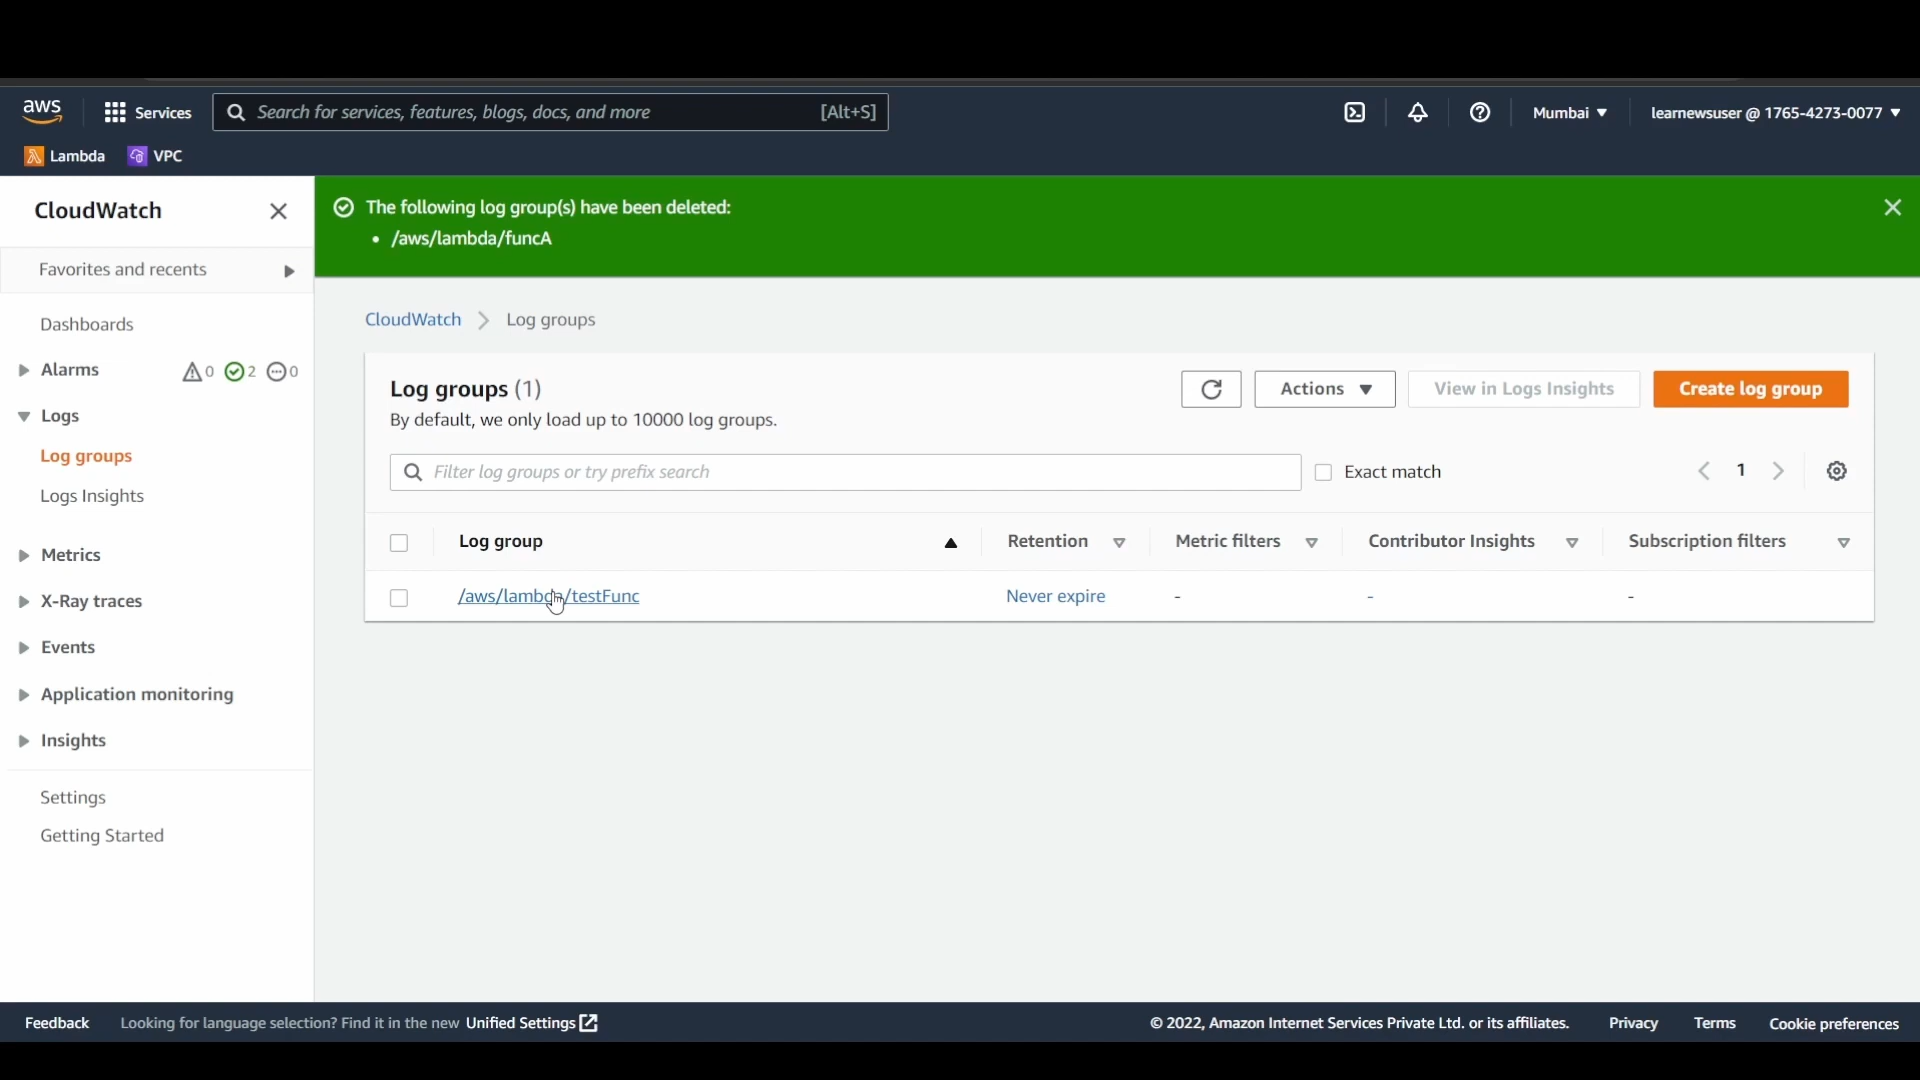 aws Services Search for services, features, blogs, docs, and more [Alt+S] Mumbai ▼ learnewsuser @ 1765-4273-0077 ▼
Lambda VPC
CloudWatch
Favorites and recents
Dashboards
Alarms 0 2 0
Logs
Log groups
Logs Insights
Metrics
X-Ray traces
Events
Application monitoring
Insights
Settings
Getting Started
The following log group(s) have been deleted:
• /aws/lambda/funcA
CloudWatch > Log groups
Log groups (1)
By default, we only load up to 10000 log groups.
Actions ▼ View in Logs Insights Create log group
Filter log groups or try prefix search Exact match < 1 >
Log group ▲ Retention Metric filters Contributor Insights Subscription filters
/aws/lambda/testFunc Never expire - - -
Feedback Looking for language selection? Find it in the new Unified Settings © 2022, Amazon Internet Services Private Ltd. or its affiliates. Privacy Terms Cookie preferences